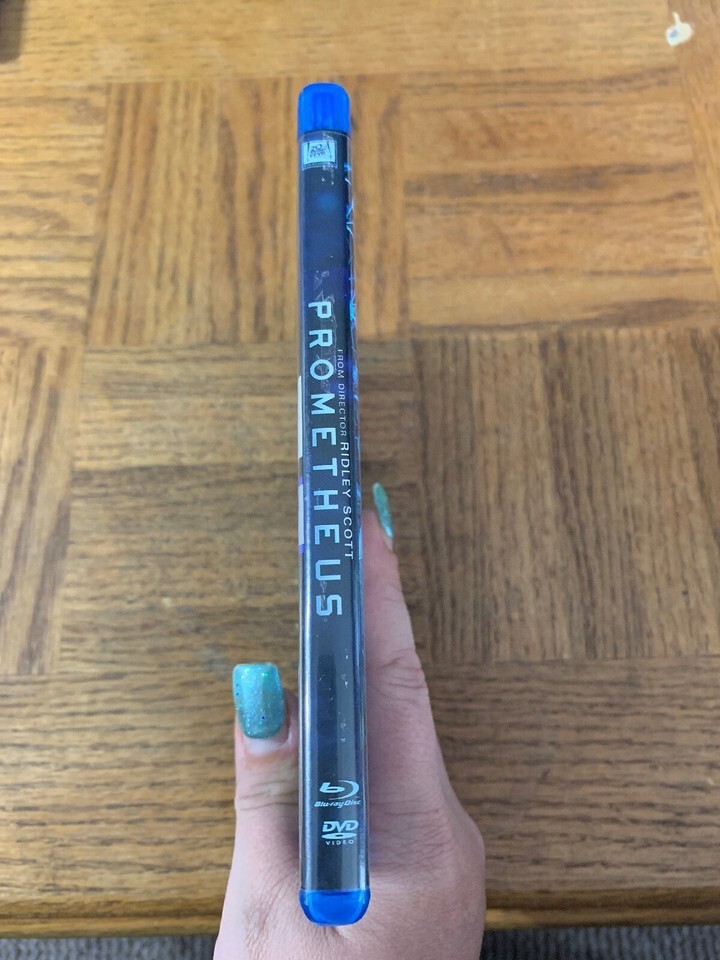 FROM DIRECTOR RIDLEY SCOTT
PROMETHEUS
Blu-ray Disc
DVD
VIDEO